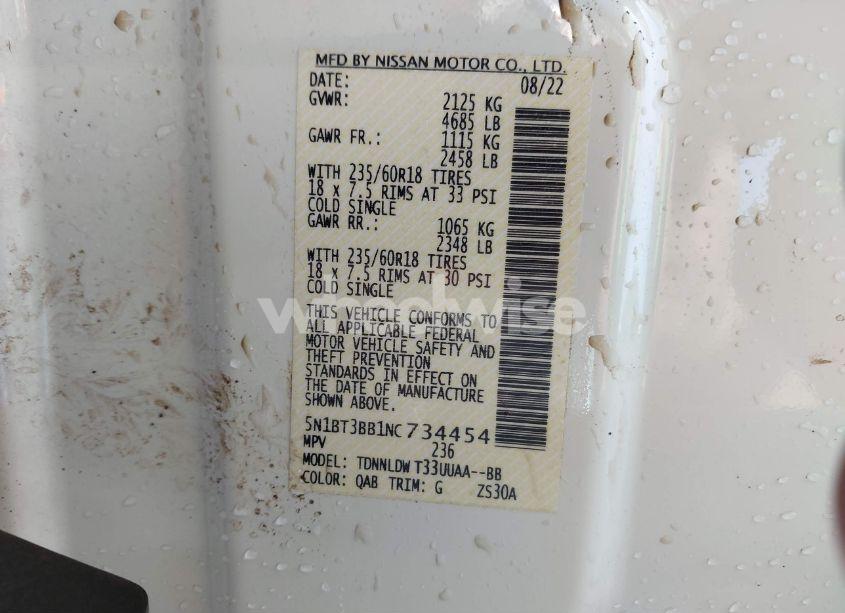 MFD BY NISSAN MOTOR CO., LTD.
DATE: 08/22
GVWR: 2125 KG
4685 LB
GAWR FR.: 1115 KG
2458 LB
WITH 235/60R18 TIRES
18 x 7.5 RIMS AT 33 PSI
COLD SINGLE
GAWR RR.: 1065 KG
2348 LB
WITH 235/60R18 TIRES
18 x 7.5 RIMS AT 30 PSI
COLD SINGLE
wheelwise
THIS VEHICLE CONFORMS TO
ALL APPLICABLE FEDERAL
MOTOR VEHICLE SAFETY AND
THEFT PREVENTION
STANDARDS IN EFFECT ON
THE DATE OF MANUFACTURE
SHOWN ABOVE.
5N1BT3BB1NC734454
MPV 236
MODEL: TDNNLDW T33UUAA--BB
COLOR: QAB TRIM: G ZS30A